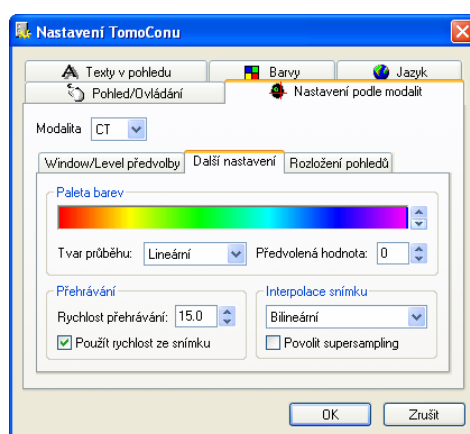 Nastavení TomoConu
Texty v pohledu Barvy Jazyk
Pohled/Ovládání Nastavení podle modalit
Modalita CT
Window/Level předvolby Další nastavení Rozložení pohledů
Paleta barev
Tvar průběhu: Lineární Předvolená hodnota: 0
Přehrávání Interpolace snímku
Rychlost přehrávání: 15.0 Bilineární
Použít rychlost ze snímku Povolit supersampling
OK Zrušit